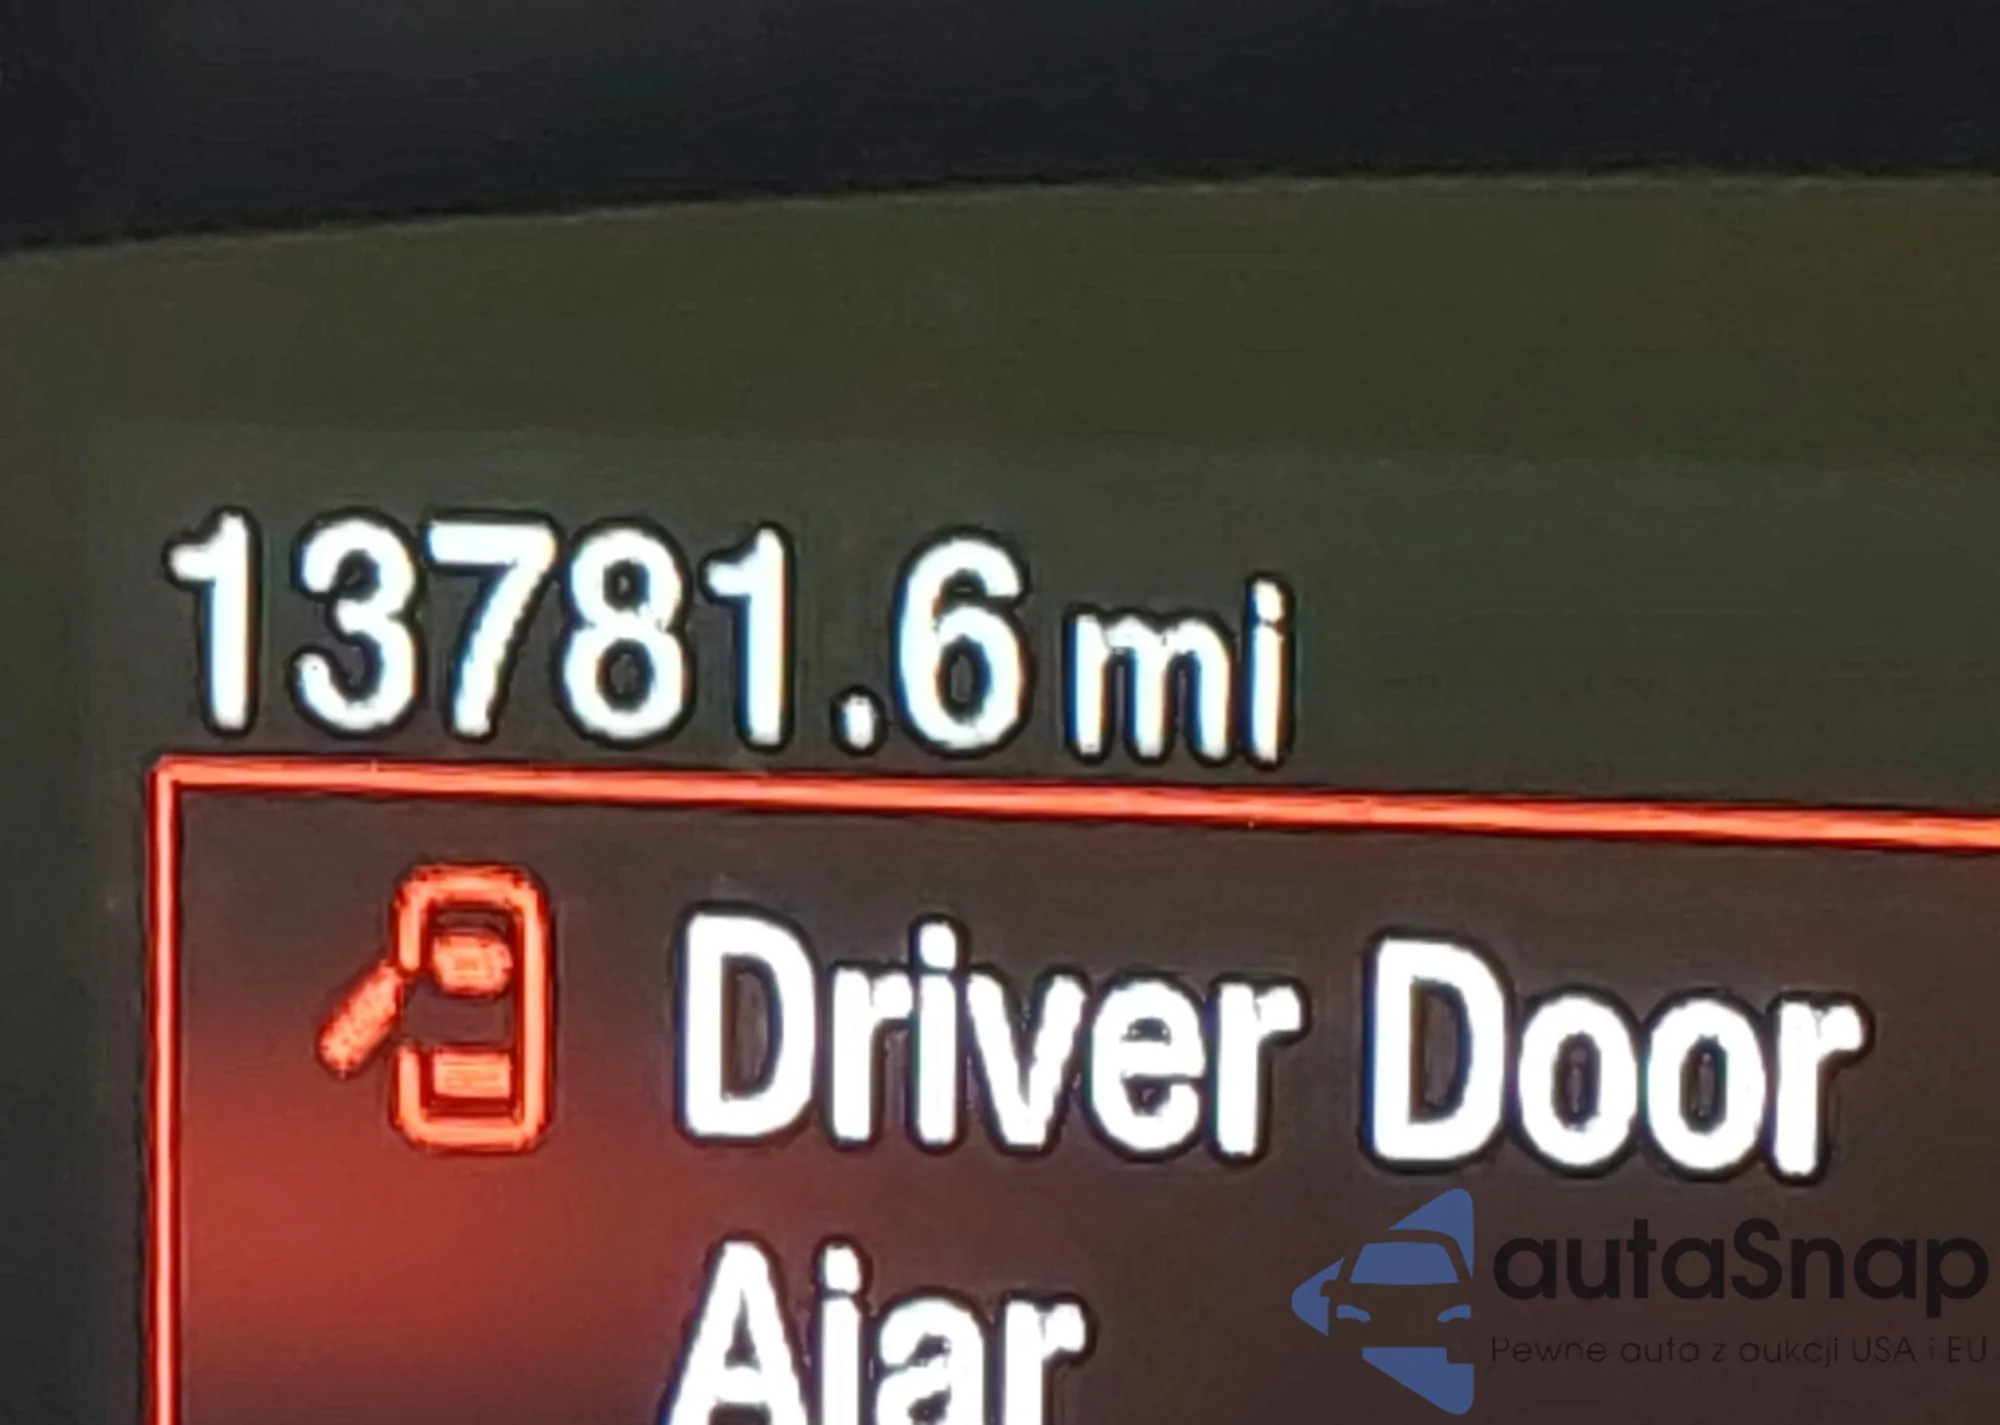 13781.6 mi
Driver Door
Ajar
autaSnap
Pewne auta z aukcji USA i EU